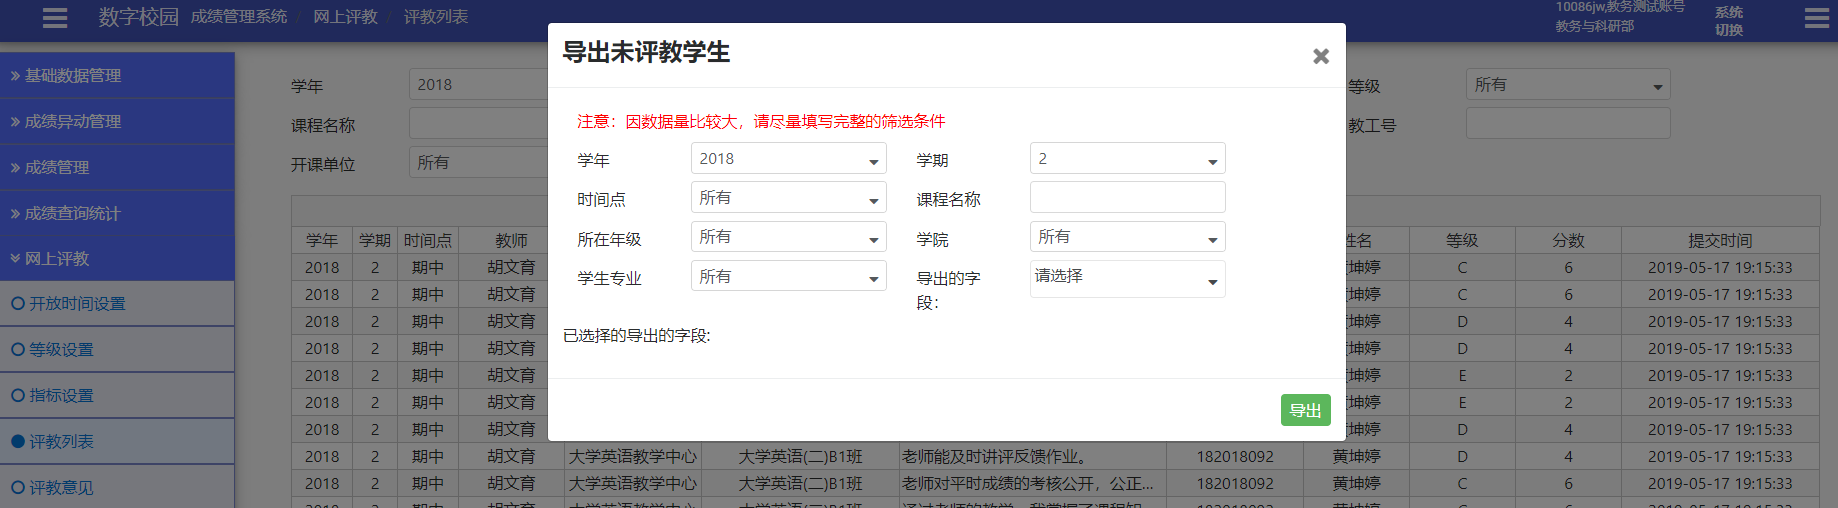 数字校园 成绩管理系统 / 网上评教 / 评教列表
10086jw,教务测试账号
教务与科研部
系统
切换
基础数据管理
成绩异动管理
成绩管理
成绩查询统计
网上评教
开放时间设置
等级设置
指标设置
评教列表
评教意见
学年 2018
课程名称
开课单位 所有
等级 所有
教工号
导出未评教学生
注意：因数据量比较大，请尽量填写完整的筛选条件
学年 2018 学期 2
时间点 所有 课程名称
所在年级 所有 学院 所有
学生专业 所有 导出的字段： 请选择
已选择的导出的字段:
导出
学年 学期 时间点 教师 姓名 等级 分数 提交时间
2018 2 期中 胡文育 坤婷 C 6 2019-05-17 19:15:33
2018 2 期中 胡文育 坤婷 C 6 2019-05-17 19:15:33
2018 2 期中 胡文育 坤婷 D 4 2019-05-17 19:15:33
2018 2 期中 胡文育 坤婷 D 4 2019-05-17 19:15:33
2018 2 期中 胡文育 坤婷 E 2 2019-05-17 19:15:33
2018 2 期中 胡文育 坤婷 E 2 2019-05-17 19:15:33
2018 2 期中 胡文育 坤婷 D 4 2019-05-17 19:15:33
2018 2 期中 胡文育 大学英语教学中心 大学英语(二)B1班 老师能及时讲评反馈作业。 182018092 黄坤婷 D 4 2019-05-17 19:15:33
2018 2 期中 胡文育 大学英语教学中心 大学英语(二)B1班 老师对平时成绩的考核公开，公正... 182018092 黄坤婷 C 6 2019-05-17 19:15:33